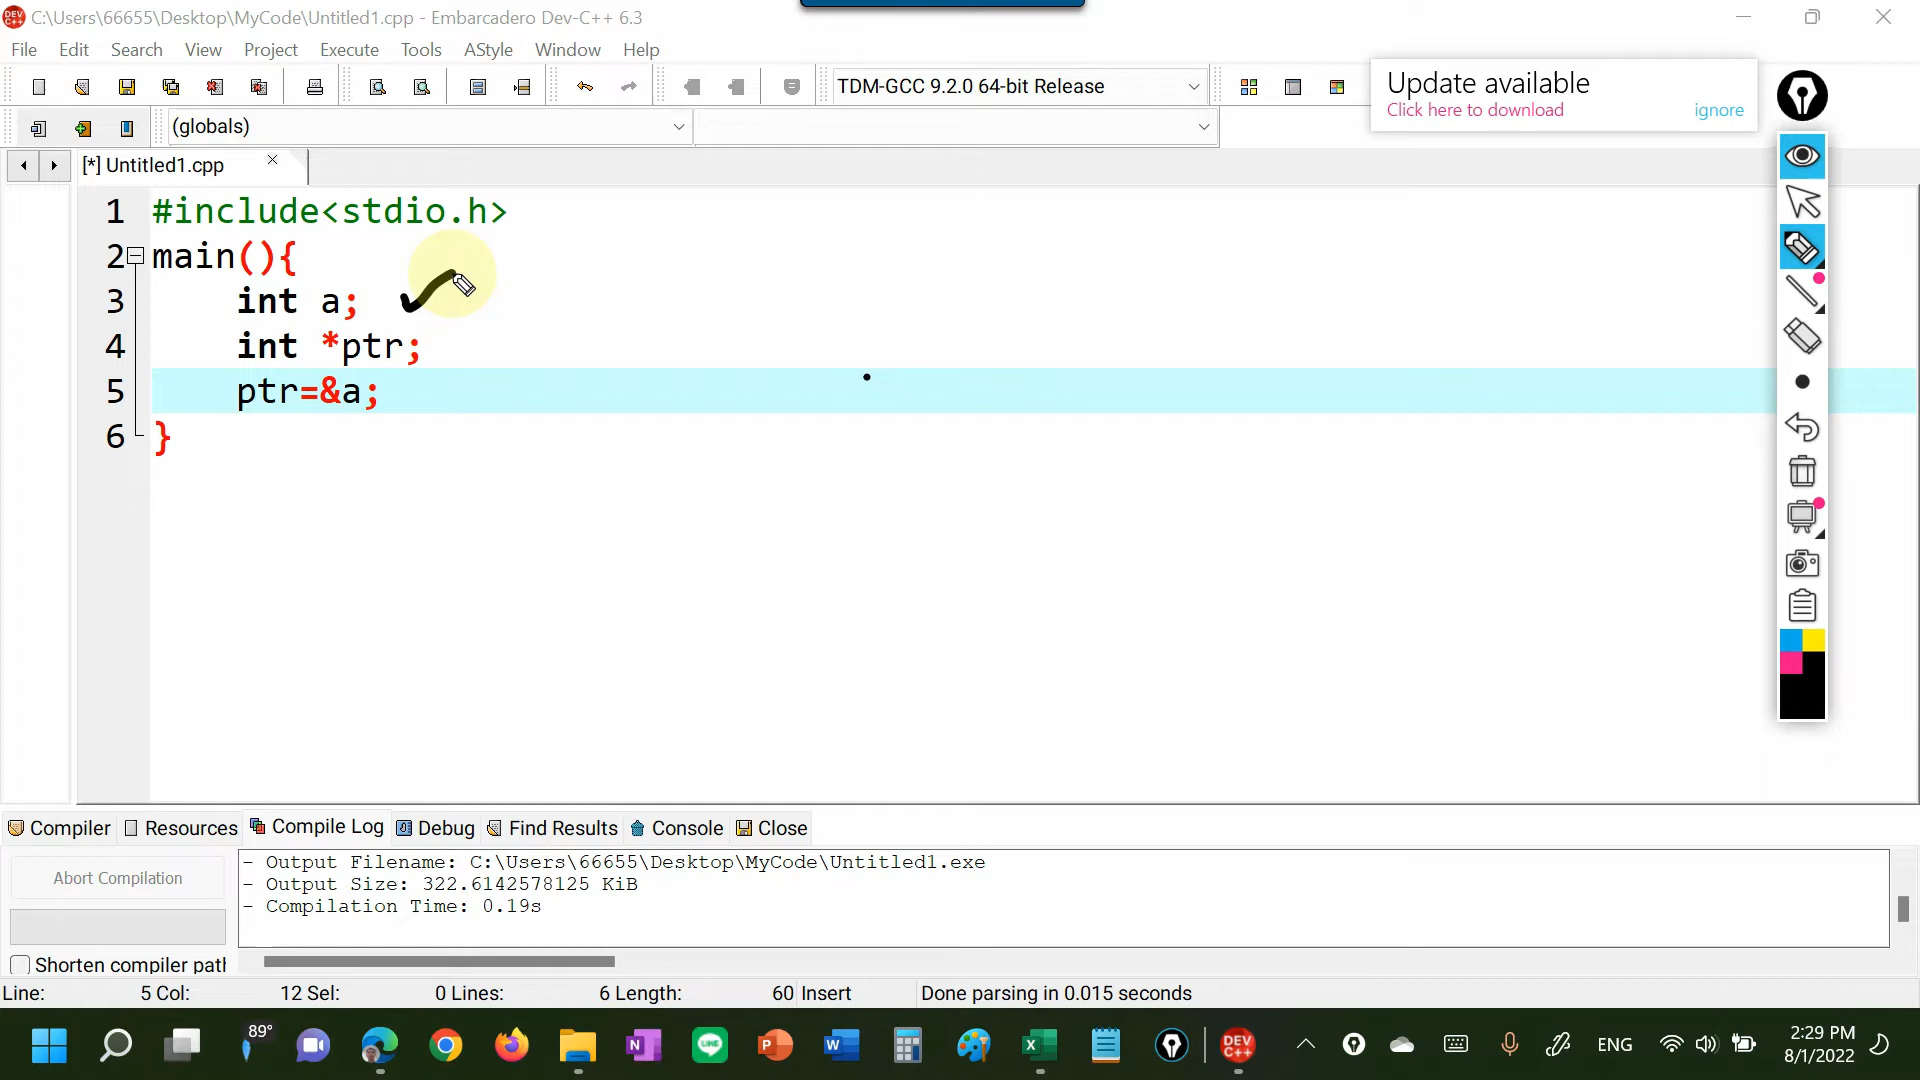 C:\Users\66655\Desktop\MyCode\Untitled1.cpp - Embarcadero Dev-C++ 6.3
File Edit Search View Project Execute Tools AStyle Window Help
TDM-GCC 9.2.0 64-bit Release
Update available
Click here to download ignore
(globals)
[*] Untitled1.cpp
1 #include<stdio.h>
2 main(){
3 int a;
4 int *ptr;
5 ptr=&a;
6 }
Compiler Resources Compile Log Debug Find Results Console Close
Abort Compilation
Shorten compiler path
- Output Filename: C:\Users\66655\Desktop\MyCode\Untitled1.exe
- Output Size: 322.6142578125 KiB
- Compilation Time: 0.19s
Line: 5 Col: 12 Sel: 0 Lines: 6 Length: 60 Insert Done parsing in 0.015 seconds
89° ENG 2:29 PM
8/1/2022